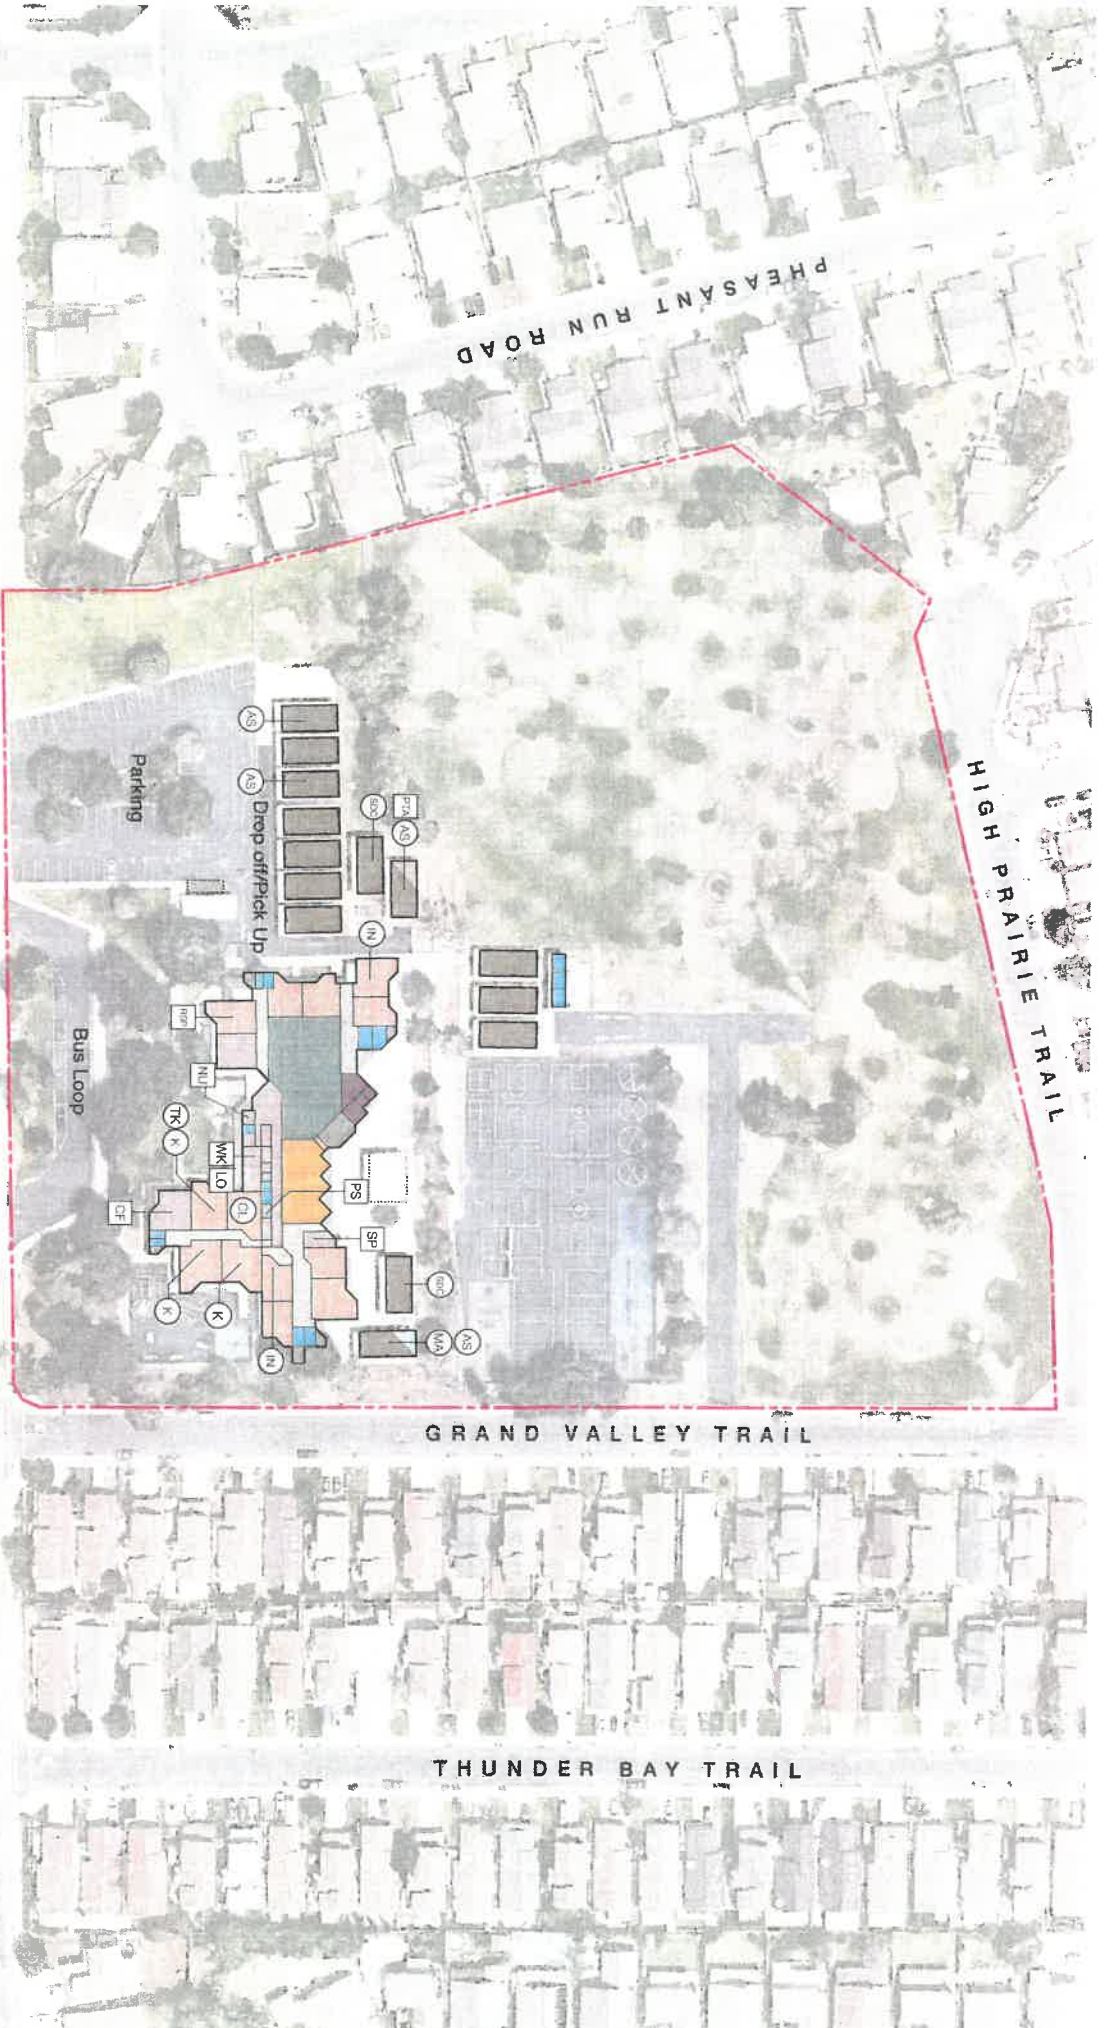 PHEASANT RUN ROAD
HIGH PRAIRIE TRAIL
AS
AS
Parking
Drop off/Pick Up
SDC
PTA
AS
IN
RSP
NU
Bus Loop
TK
K
WK
LO
CL
PS
CF
SP
SDC
K
K
MA
AS
IN
GRAND VALLEY TRAIL
THUNDER BAY TRAIL